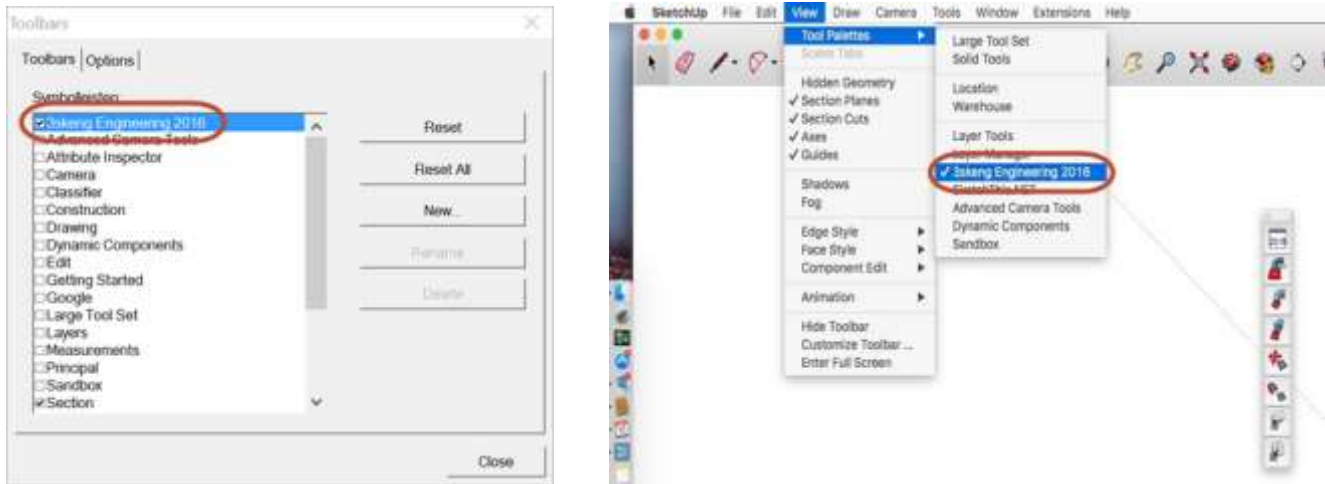 Toolbars
Toolbars Options
Symbolleisten
3skeng Engineering 2016
Advanced Camera Tools
Attribute Inspector
Camera
Classifier
Construction
Drawing
Dynamic Components
Edit
Getting Started
Google
Large Tool Set
Layers
Measurements
Principal
Sandbox
Section
Reset
Reset All
New...
Rename
Delete
Close
SketchUp File Edit View Draw Camera Tools Window Extensions Help
Tool Palettes
Scene Tabs
Hidden Geometry
✓ Section Planes
✓ Section Cuts
✓ Axes
✓ Guides
Shadows
Fog
Edge Style
Face Style
Component Edit
Animation
Hide Toolbar
Customize Toolbar ...
Enter Full Screen
Large Tool Set
Solid Tools
Location
Warehouse
Layer Tools
Layer Manager
✓ 3skeng Engineering 2016
SketchThis.NET
Advanced Camera Tools
Dynamic Components
Sandbox